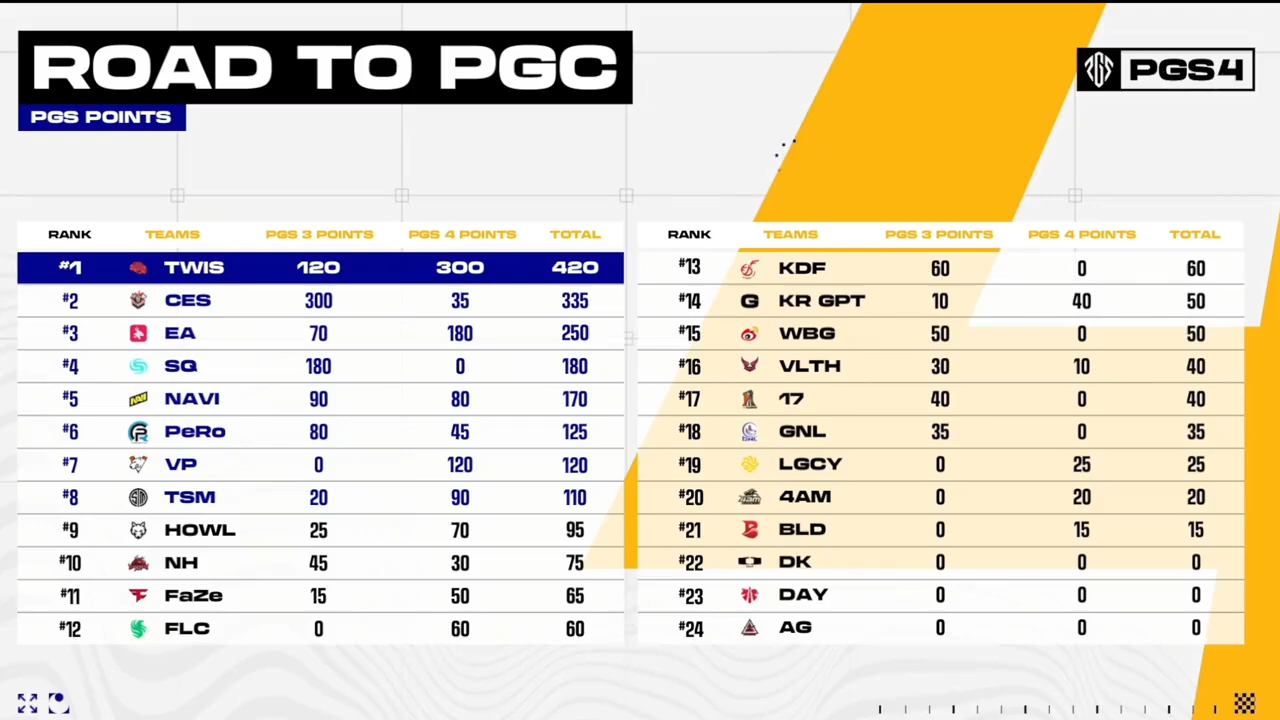 ROAD TO PGC
PGS POINTS
PGS4
RANK TEAMS PGS 3 POINTS PGS 4 POINTS TOTAL
#1 TWIS 120 300 420
#2 CES 300 35 335
#3 EA 70 180 250
#4 SQ 180 0 180
#5 NAVI 90 80 170
#6 PeRo 80 45 125
#7 VP 0 120 120
#8 TSM 20 90 110
#9 HOWL 25 70 95
#10 NH 45 30 75
#11 FaZe 15 50 65
#12 FLC 0 60 60
RANK TEAMS PGS 3 POINTS PGS 4 POINTS TOTAL
#13 KDF 60 0 60
#14 KR GPT 10 40 50
#15 WBG 50 0 50
#16 VLTH 30 10 40
#17 17 40 0 40
#18 GNL 35 0 35
#19 LGCY 0 25 25
#20 4AM 0 20 20
#21 BLD 0 15 15
#22 DK 0 0 0
#23 DAY 0 0 0
#24 AG 0 0 0